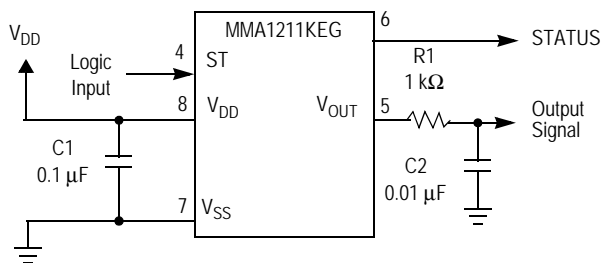 MMA1211KEG
V_DD
Logic
Input
4
ST
8
V_DD
C1
0.1 µF
7
V_SS
6
STATUS
R1
1 kΩ
V_OUT
5
Output
Signal
C2
0.01 µF